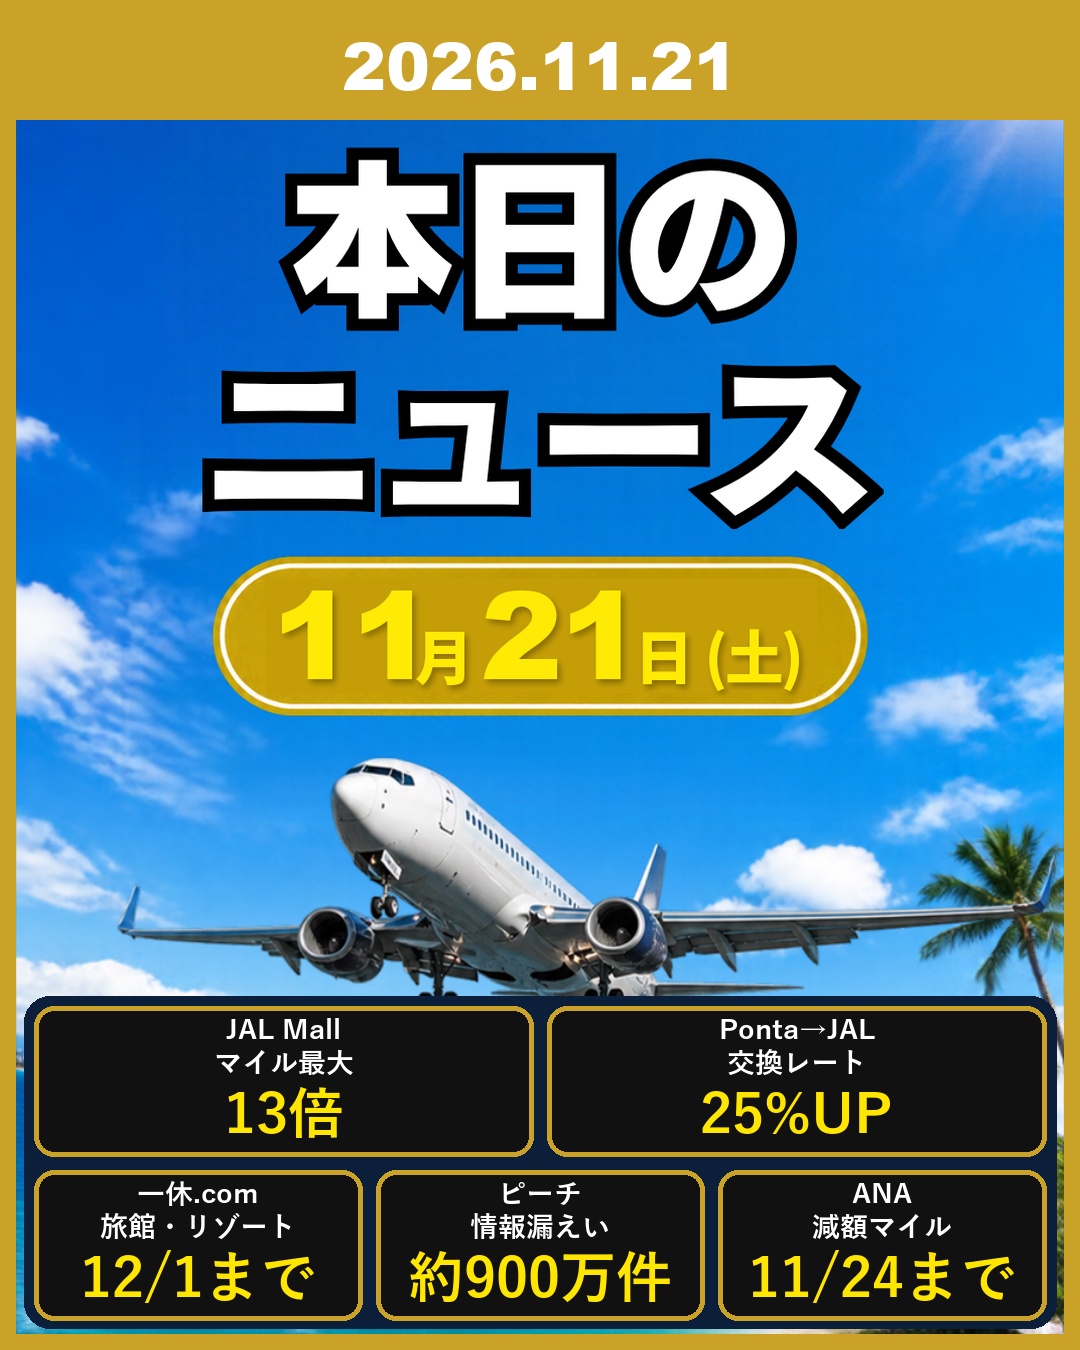 2026.11.21
本日の
ニュース
11月21日(土)
JAL Mall
マイル最大
13倍
Ponta→JAL
交換レート
25%UP
一休.com
旅館・リゾート
12/1まで
ピーチ
情報漏えい
約900万件
ANA
減額マイル
11/24まで